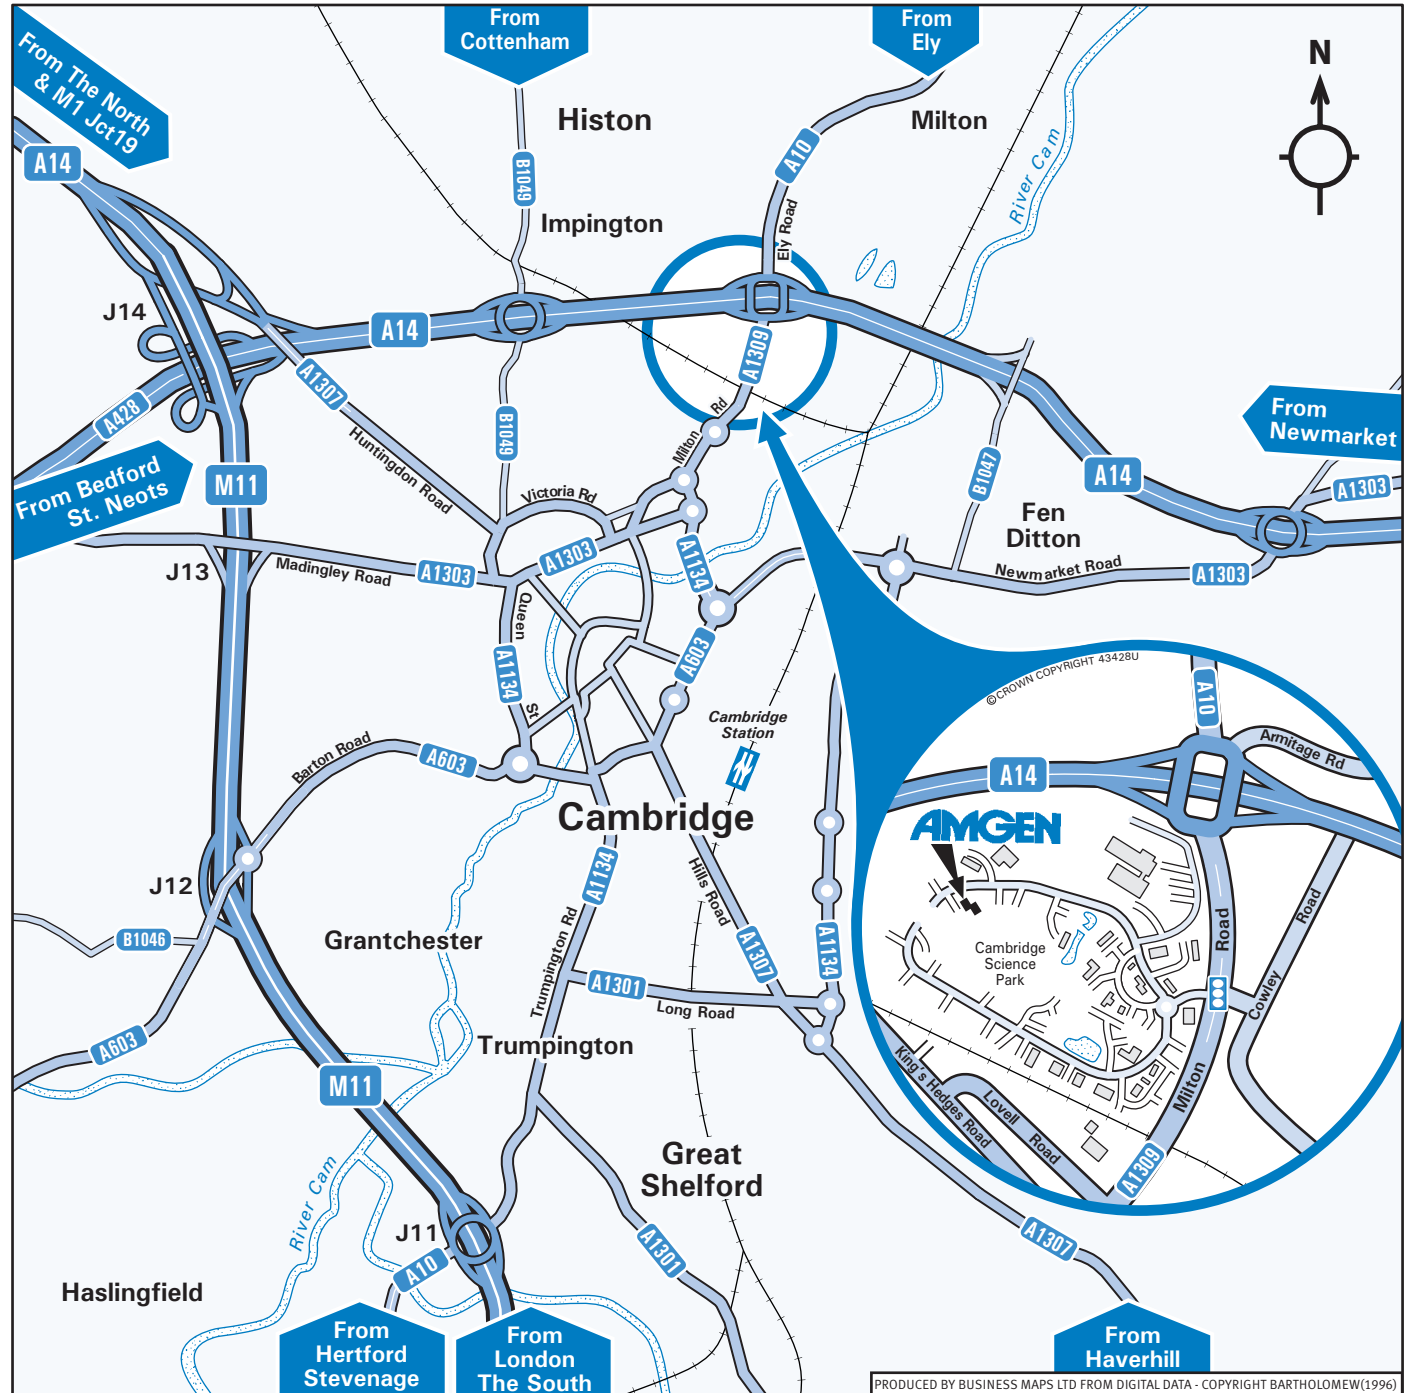 From
Cottenham
From
Ely
From The North
& M1 Jct19
N
Histon
Milton
A14
A10
B1049
River Cam
Impington
Ely Road
J14
A14
A1309
A1307
A428
B1049
Huntingdon Road
Milton
Rd
From
Newmarket
From Bedford
St. Neots
M11
Victoria Rd
B1047
A14
A1303
Fen
Ditton
J13
Madingley Road
A1303
A1303
A1134
Newmarket Road
A1303
Queen
St
A1134
A603
©CROWN COPYRIGHT 43428U
A10
Cambridge
Station
Barton Road
A603
Armitage Rd
A14
Cambridge
AMGEN
A1134
Hills Road
J12
Road
Road
B1046
Grantchester
Trumpington Rd
A1307
A1134
Cambridge
Science
Park
A1301
Long Road
Cowley
A603
Trumpington
M11
King's Hedges Road
Lovell
Road
Milton
A1309
Great
Shelford
River Cam
J11
A10
A1301
A1307
Haslingfield
From
Hertford
Stevenage
From
London
The South
From
Haverhill
PRODUCED BY BUSINESS MAPS LTD FROM DIGITAL DATA - COPYRIGHT BARTHOLOMEW(1996)